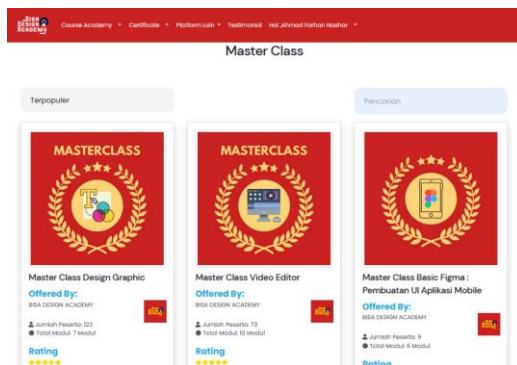 BISA
DESIGN
ACADEMY
Course Academy
Certificate
Platform Lain
Testimonial
Hai ,Ahmad Farhan Nashar
Master Class
Terpopuler
Pencarian
MASTERCLASS
Master Class Design Graphic
Offered By:
BISA DESIGN ACADEMY
Jumlah Peserta: 123
Total Modul: 7 Modul
Rating
MASTERCLASS
Master Class Video Editor
Offered By:
BISA DESIGN ACADEMY
Jumlah Peserta: 73
Total Modul: 10 Modul
Rating
Master Class Basic Figma :
Pembuatan UI Aplikasi Mobile
Offered By:
BISA DESIGN ACADEMY
Jumlah Peserta: 9
Total Modul: 6 Modul
Rating